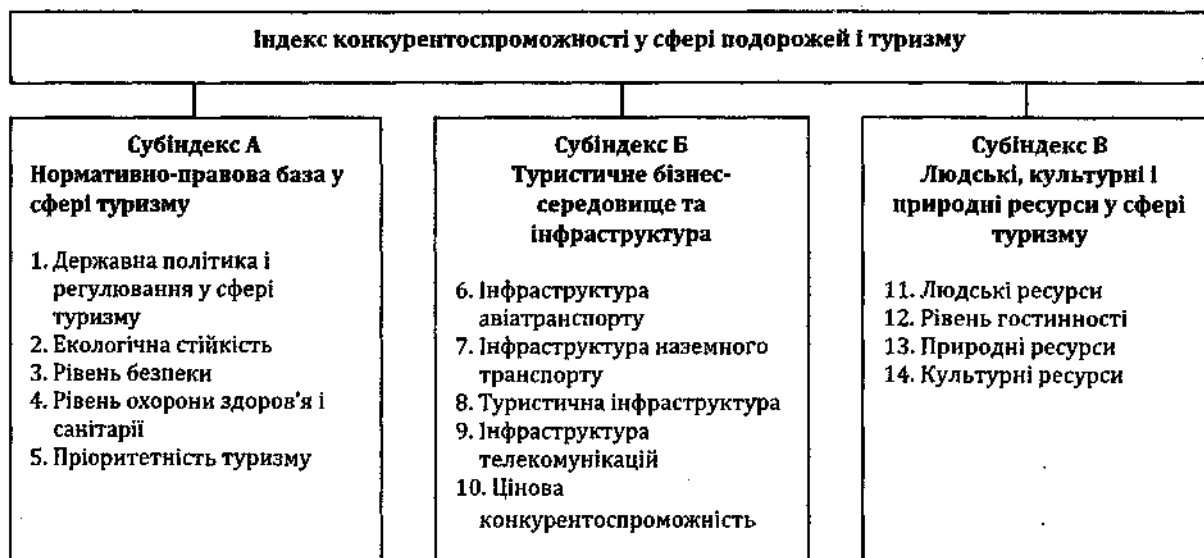 Індекс конкурентоспроможності у сфері подорожей і туризму
Субіндекс А
Нормативно-правова база у
сфері туризму
1. Державна політика і
регулювання у сфері
туризму
2. Екологічна стійкість
3. Рівень безпеки
4. Рівень охорони здоров'я і
санітарії
5. Пріоритетність туризму
Субіндекс Б
Туристичне бізнес-
середовище та
інфраструктура
6. Інфраструктура
авіатранспорту
7. Інфраструктура наземного
транспорту
8. Туристична інфраструктура
9. Інфраструктура
телекомунікацій
10. Цінова
конкурентоспроможність
Субіндекс В
Людські, культурні і
природні ресурси у сфері
туризму
11. Людські ресурси
12. Рівень гостинності
13. Природні ресурси
14. Культурні ресурси